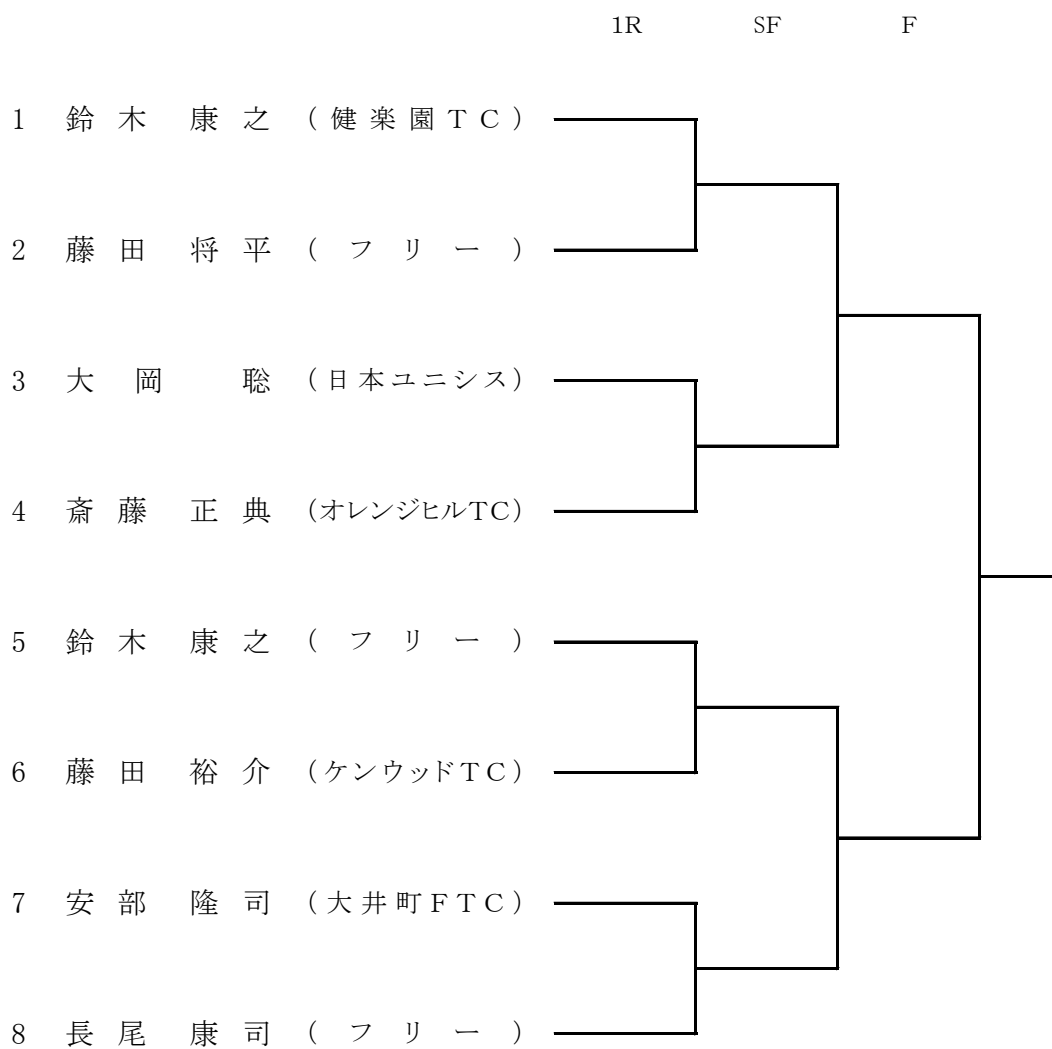 1R SF F
1 鈴木 康之 (健楽園TC)
2 藤田 将平 (フリー)
3 大岡 聡 (日本ユニシス)
4 斎藤 正典 (オレンジヒルTC)
5 鈴木 康之 (フリー)
6 藤田 裕介 (ケンウッドTC)
7 安部 隆司 (大井町FTC)
8 長尾 康司 (フリー)